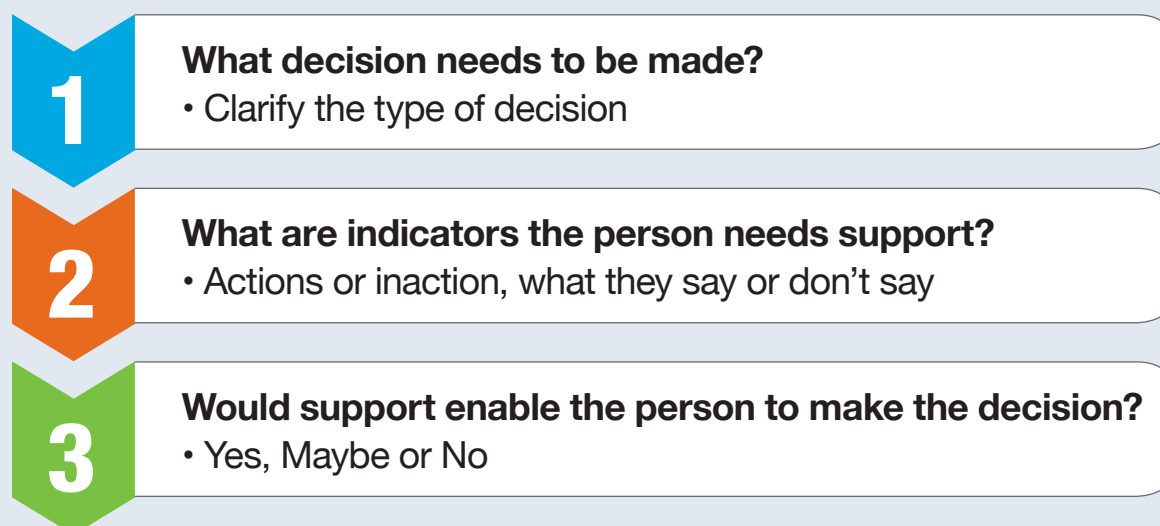 1
What decision needs to be made?
• Clarify the type of decision
2
What are indicators the person needs support?
• Actions or inaction, what they say or don’t say
3
Would support enable the person to make the decision?
• Yes, Maybe or No